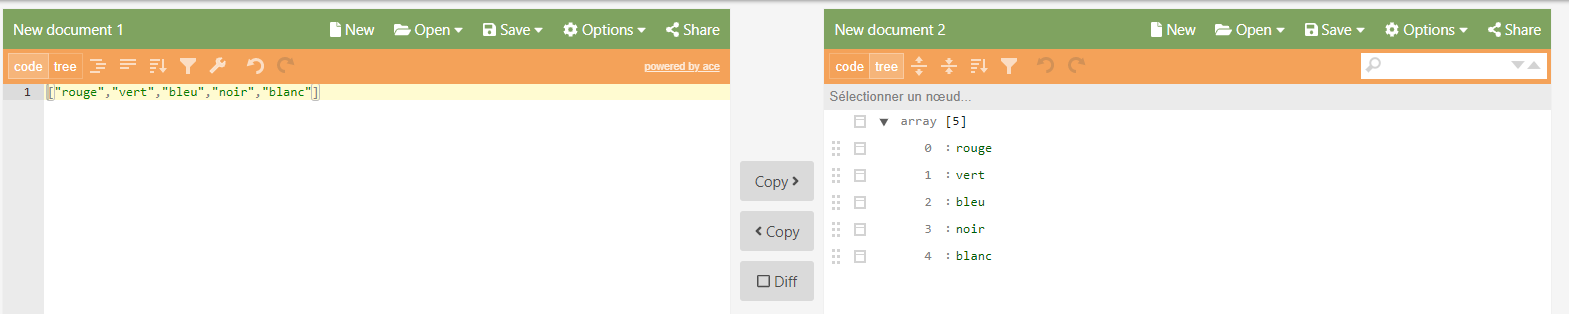 New document 1
New
Open
Save
Options
Share
code
tree
powered by ace
1
["rouge","vert","bleu","noir","blanc"]
Copy
Copy
Diff
New document 2
New
Open
Save
Options
Share
code
tree
Sélectionner un nœud...
array [5]
0 : rouge
1 : vert
2 : bleu
3 : noir
4 : blanc